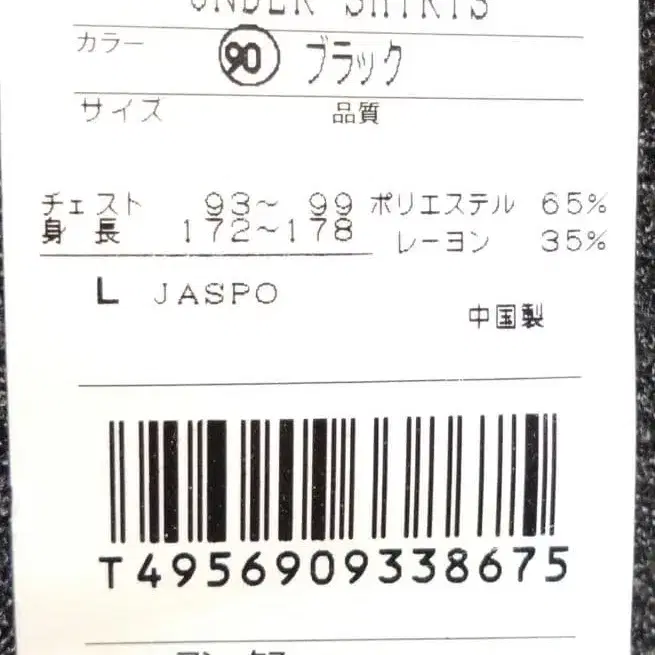 UNDER SHIRTS
カラー 90 ブラック
サイズ 品質
チェスト 93～ 99 ポリエステル 65%
身 長 172～178 レーヨン 35%
L JASPO
中国製
T4956909338675